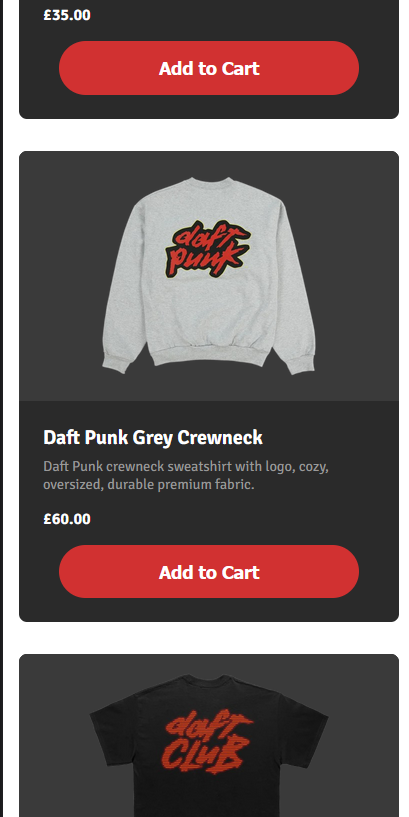 £35.00
Add to Cart
daft
punk
Daft Punk Grey Crewneck
Daft Punk crewneck sweatshirt with logo, cozy,
oversized, durable premium fabric.
£60.00
Add to Cart
daft
CluB